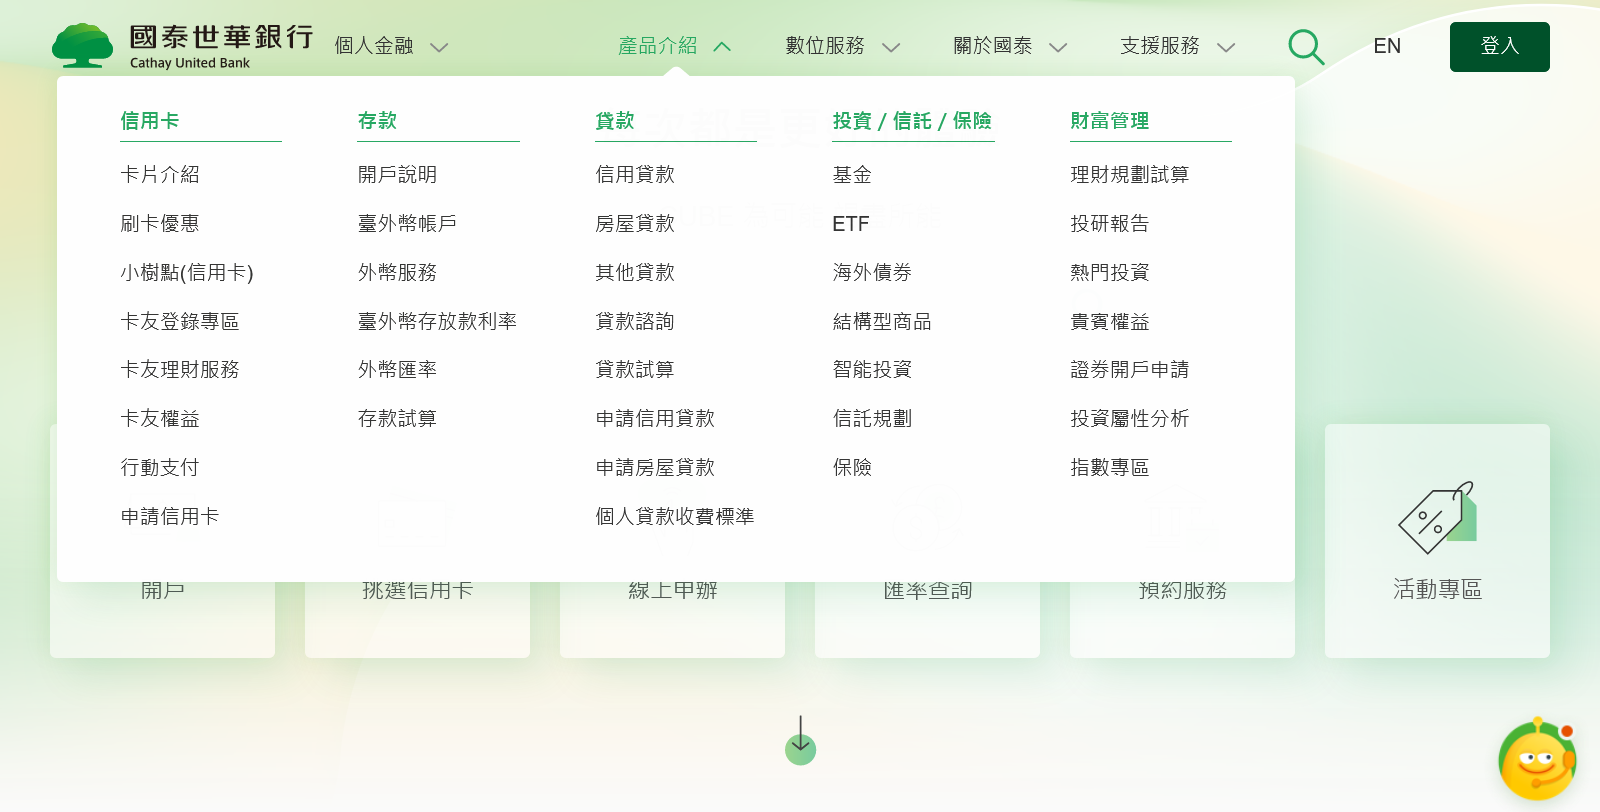 國泰世華銀行
Cathay United Bank
個人金融
產品介紹
數位服務
關於國泰
支援服務
EN
登入
信用卡
卡片介紹
刷卡優惠
小樹點(信用卡)
卡友登錄專區
卡友理財服務
卡友權益
行動支付
申請信用卡
存款
開戶說明
臺外幣帳戶
外幣服務
臺外幣存放款利率
外幣匯率
存款試算
貸款
信用貸款
房屋貸款
其他貸款
貸款諮詢
貸款試算
申請信用貸款
申請房屋貸款
個人貸款收費標準
投資 / 信託 / 保險
基金
ETF
海外債券
結構型商品
智能投資
信託規劃
保險
財富管理
理財規劃試算
投研報告
熱門投資
貴賓權益
證券開戶申請
投資屬性分析
指數專區
開戶
挑選信用卡
線上申辦
匯率查詢
預約服務
活動專區